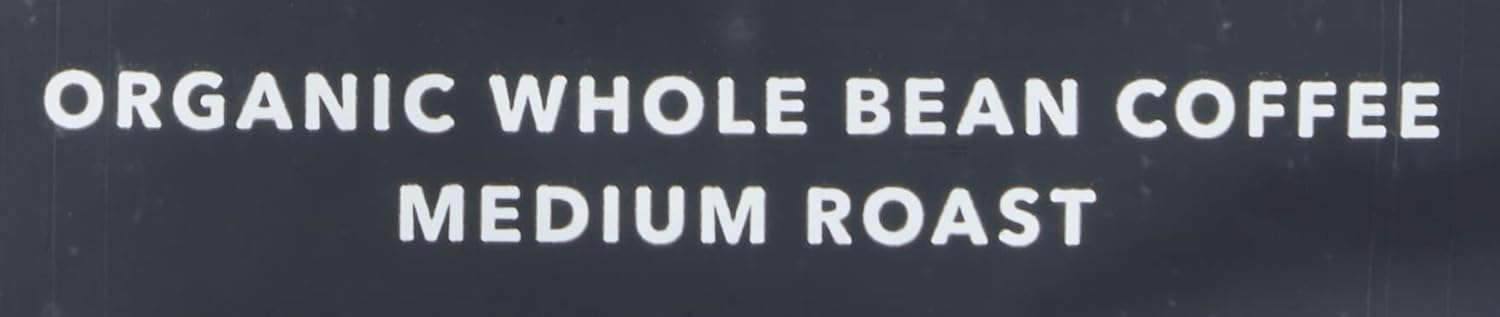 ORGANIC WHOLE BEAN COFFEE
MEDIUM ROAST